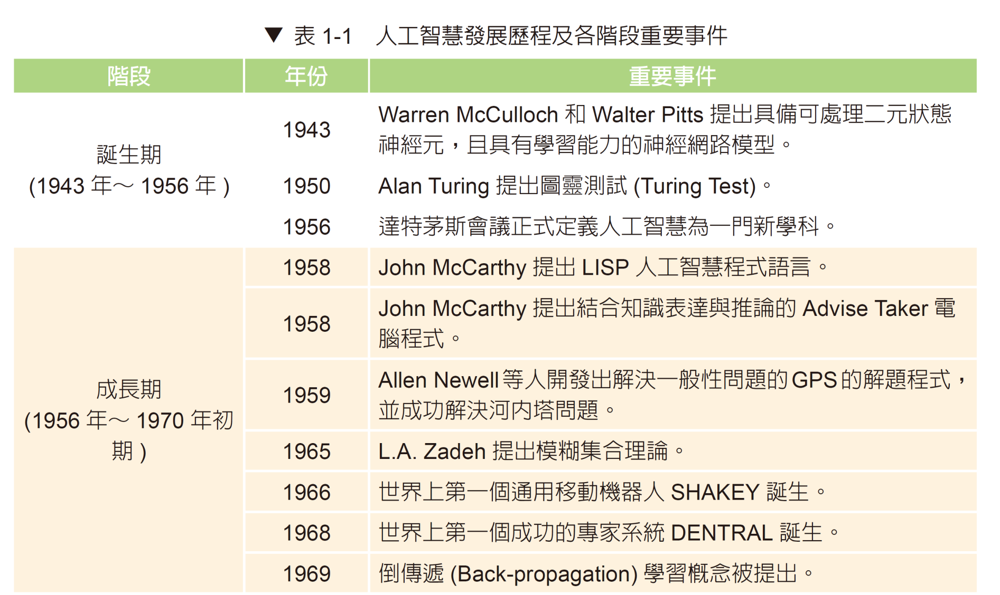 ▼ 表 1-1 人工智慧發展歷程及各階段重要事件
階段 年份 重要事件
誕生期
(1943 年～ 1956 年 )
1943
Warren McCulloch 和 Walter Pitts 提出具備可處理二元狀態
神經元，且具有學習能力的神經網路模型。
1950
Alan Turing 提出圖靈測試 (Turing Test)。
1956
達特茅斯會議正式定義人工智慧為一門新學科。
成長期
(1956 年～ 1970 年初
期 )
1958
John McCarthy 提出 LISP 人工智慧程式語言。
1958
John McCarthy 提出結合知識表達與推論的 Advise Taker 電
腦程式。
1959
Allen Newell 等人開發出解決一般性問題的 GPS 的解題程式，
並成功解決河內塔問題。
1965
L.A. Zadeh 提出模糊集合理論。
1966
世界上第一個通用移動機器人 SHAKEY 誕生。
1968
世界上第一個成功的專家系統 DENTRAL 誕生。
1969
倒傳遞 (Back-propagation) 學習概念被提出。